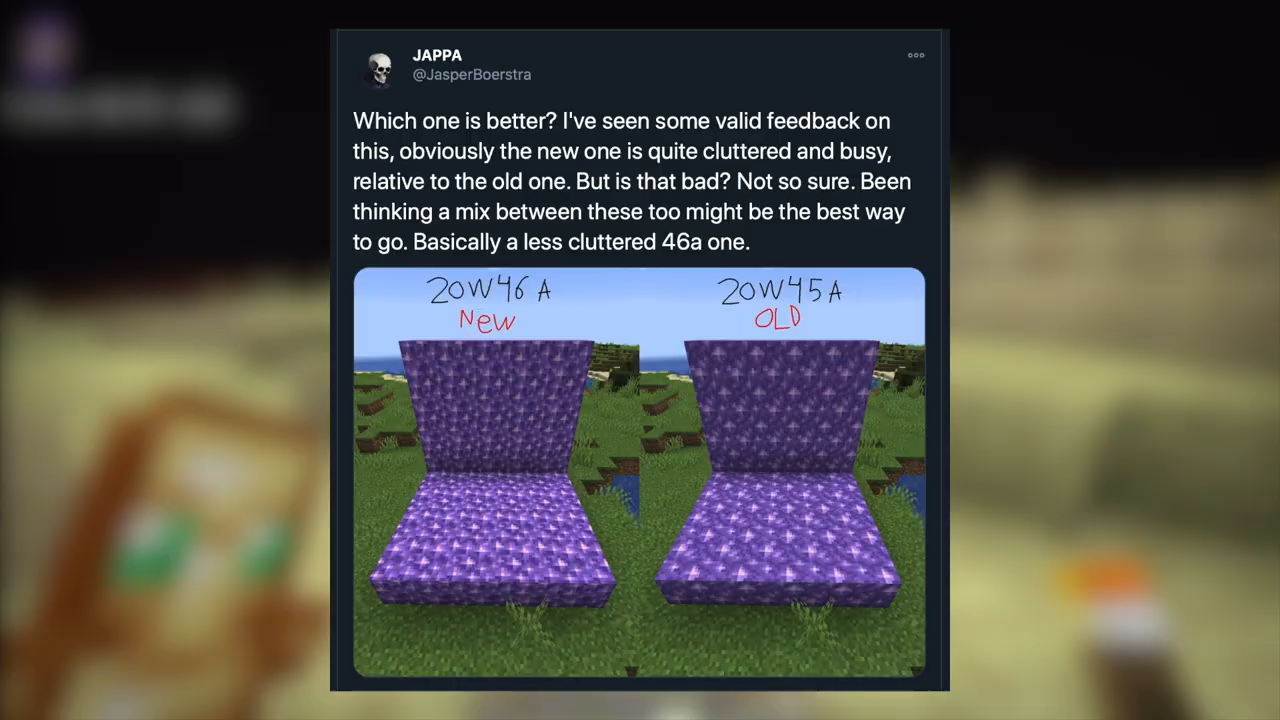 JAPPA
@JasperBoerstra
Which one is better? I've seen some valid feedback on
this, obviously the new one is quite cluttered and busy,
relative to the old one. But is that bad? Not so sure. Been
thinking a mix between these too might be the best way
to go. Basically a less cluttered 46a one.
20W46A
New
20W45A
OLD